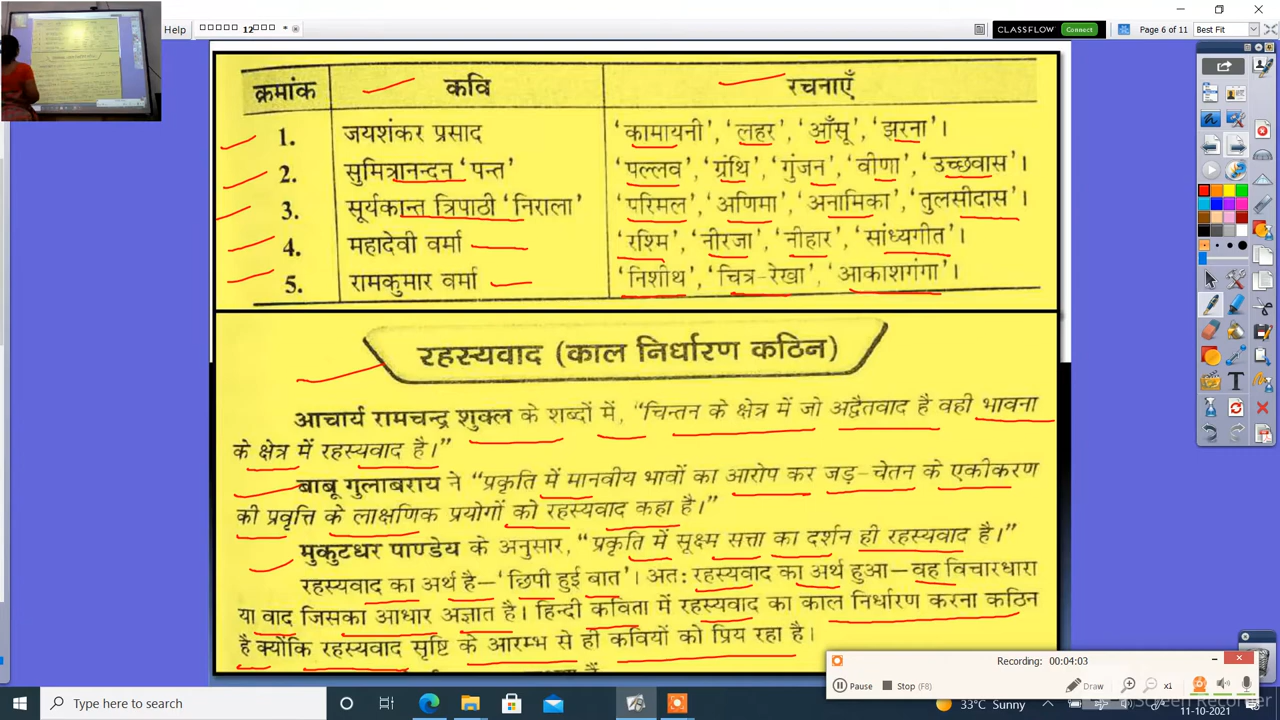 Help
12
CLASSFLOW Connect
Page 6 of 11
Best Fit
क्रमांक कवि रचनाएँ
1. जयशंकर प्रसाद 'कामायनी', 'लहर', 'आँसू', 'झरना'।
2. सुमित्रानन्दन 'पन्त' 'पल्लव', 'ग्रंथि', 'गुंजन', 'वीणा', 'उच्छवास'।
3. सूर्यकान्त त्रिपाठी 'निराला' 'परिमल', 'अणिमा', 'अनामिका', 'तुलसीदास'।
4. महादेवी वर्मा 'रश्मि', 'नीरजा', 'नीहार', 'सांध्यगीत'।
5. रामकुमार वर्मा 'निशीथ', 'चित्र-रेखा', 'आकाशगंगा'।
रहस्यवाद (काल निर्धारण कठिन)
आचार्य रामचन्द्र शुक्ल के शब्दों में, "चिन्तन के क्षेत्र में जो अद्वैतवाद है वही भावना
के क्षेत्र में रहस्यवाद है।"
बाबू गुलाबराय ने "प्रकृति में मानवीय भावों का आरोप कर जड़-चेतन के एकीकरण
की प्रवृत्ति के लाक्षणिक प्रयोगों को रहस्यवाद कहा है।"
मुकुटधर पाण्डेय के अनुसार, "प्रकृति में सूक्ष्म सत्ता का दर्शन ही रहस्यवाद है।"
रहस्यवाद का अर्थ है–'छिपी हुई बात'। अतः रहस्यवाद का अर्थ हुआ–वह विचारधारा
या वाद जिसका आधार अज्ञात है। हिन्दी कविता में रहस्यवाद का काल निर्धारण करना कठिन
है क्योंकि रहस्यवाद सृष्टि के आरम्भ से ही कवियों को प्रिय रहा है।
Recording: 00:04:03
Pause Stop (F8) Draw x1
Type here to search
33°C Sunny
11-10-2021